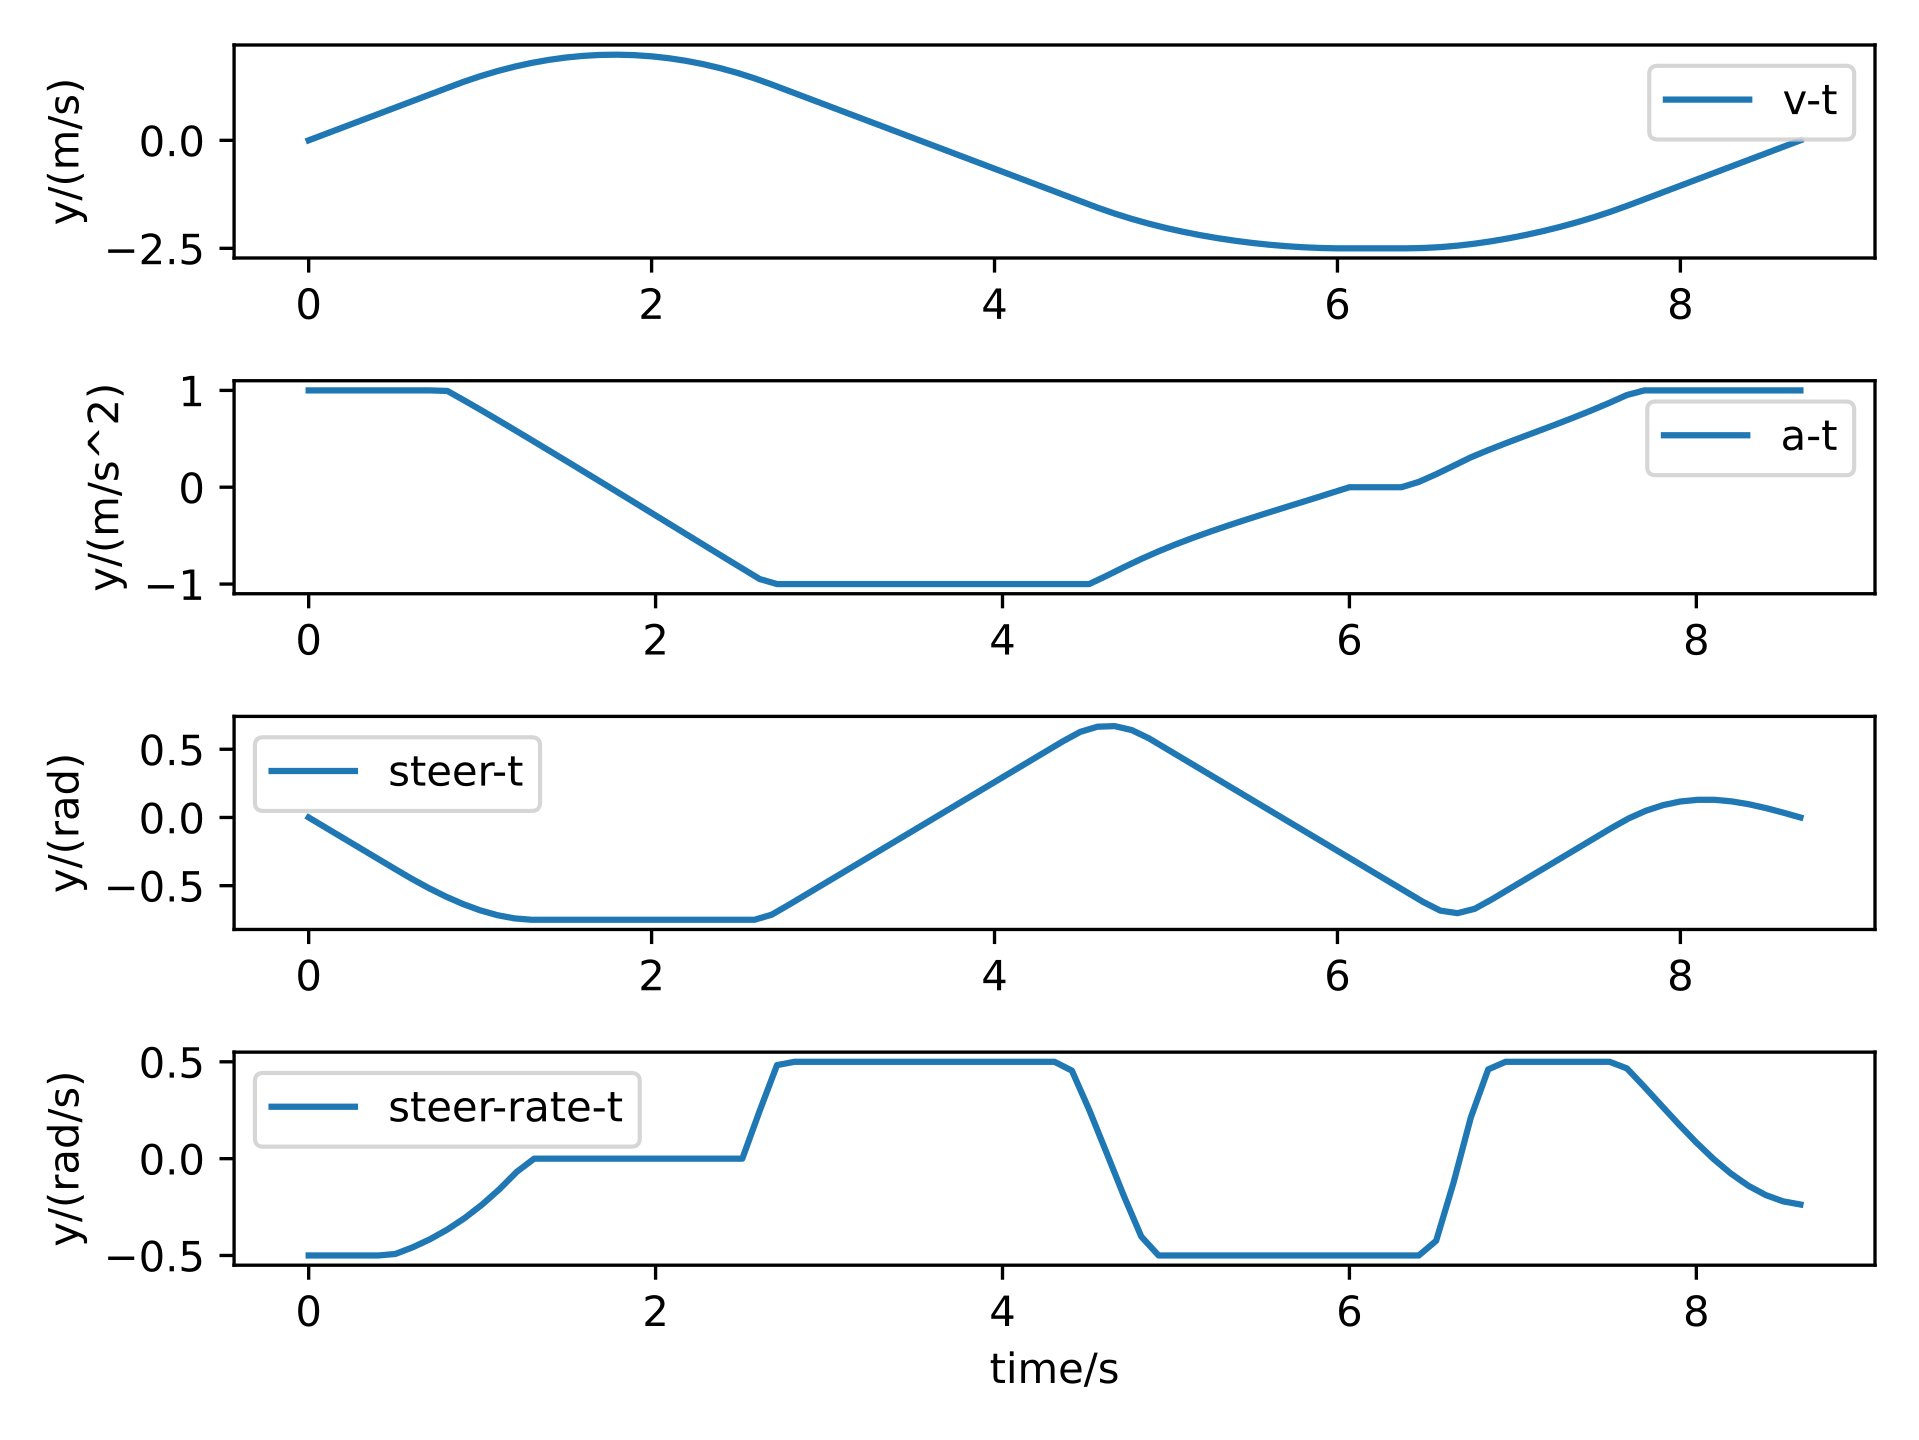 y/(m/s)
0.0
−2.5
v-t
0 2 4 6 8
y/(m/s^2)
1
0
−1
a-t
0 2 4 6 8
y/(rad)
0.5
0.0
−0.5
steer-t
0 2 4 6 8
y/(rad/s)
0.5
0.0
−0.5
steer-rate-t
0 2 4 6 8
time/s